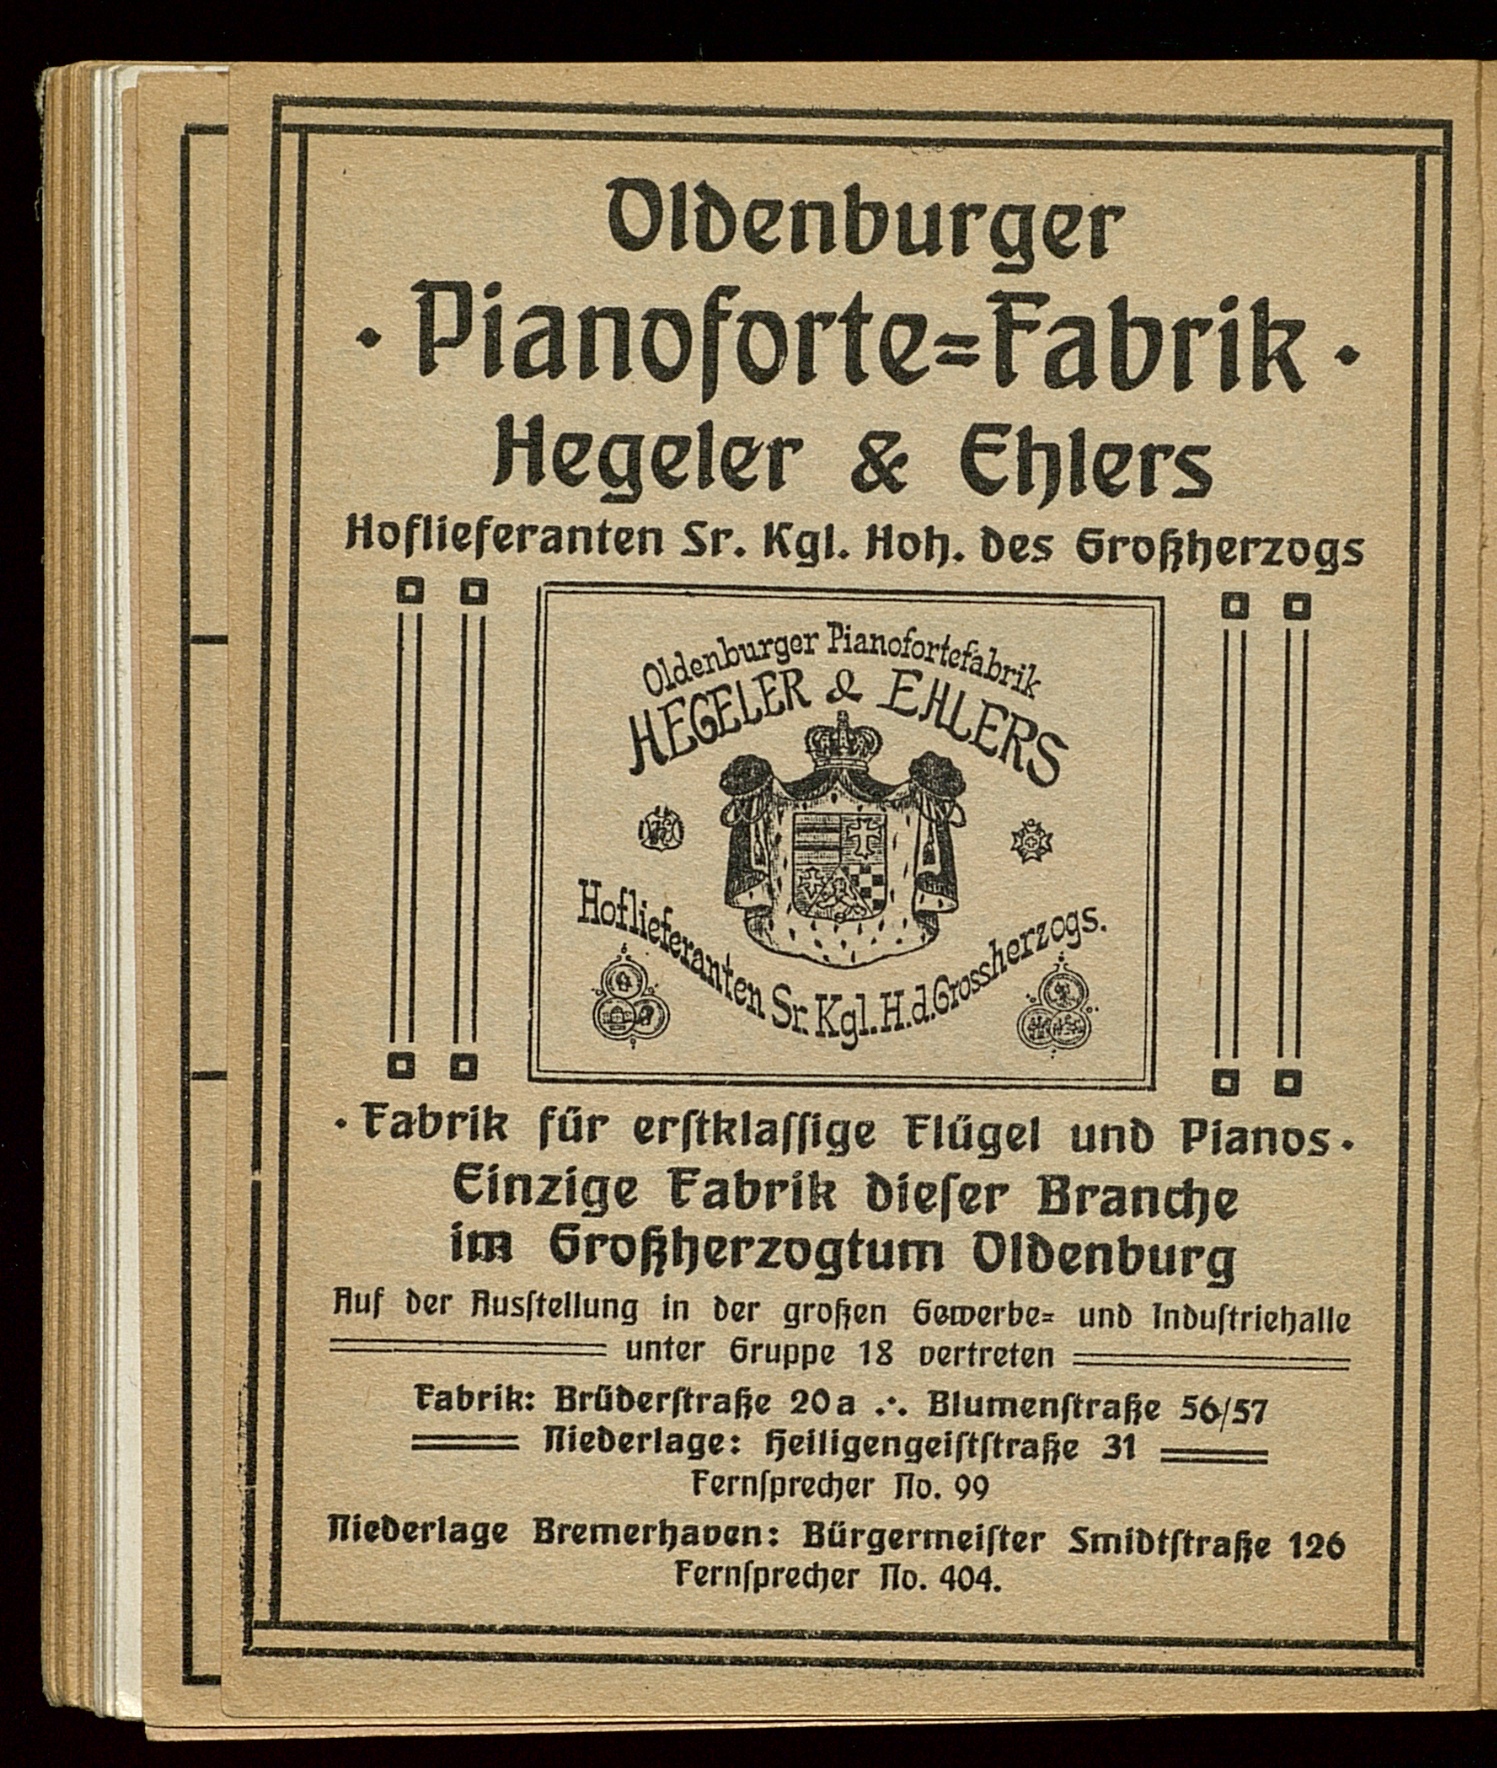 Oldenburger
· Pianoforte=Fabrik ·
Hegeler & Ehlers
Hoflieferanten Sr. Kgl. Hoh. des Großherzogs
Oldenburger Pianofortefabrik
HEGELER & EHLERS
Hoflieferanten Sr. Kgl. H. d. Grossherzogs.
· Fabrik für erſtklaſſige Flügel und Pianos ·
Einzige Fabrik dieſer Branche
im Großherzogtum Oldenburg
Auf der Ausſtellung in der großen Gewerbe= und Induſtriehalle
unter Gruppe 18 vertreten
Fabrik: Brüderſtraße 20a ∴ Blumenſtraße 56/57
Niederlage: Heiligengeiſtſtraße 31
Fernſprecher No. 99
Niederlage Bremerhaven: Bürgermeiſter Smidtſtraße 126
Fernſprecher No. 404.